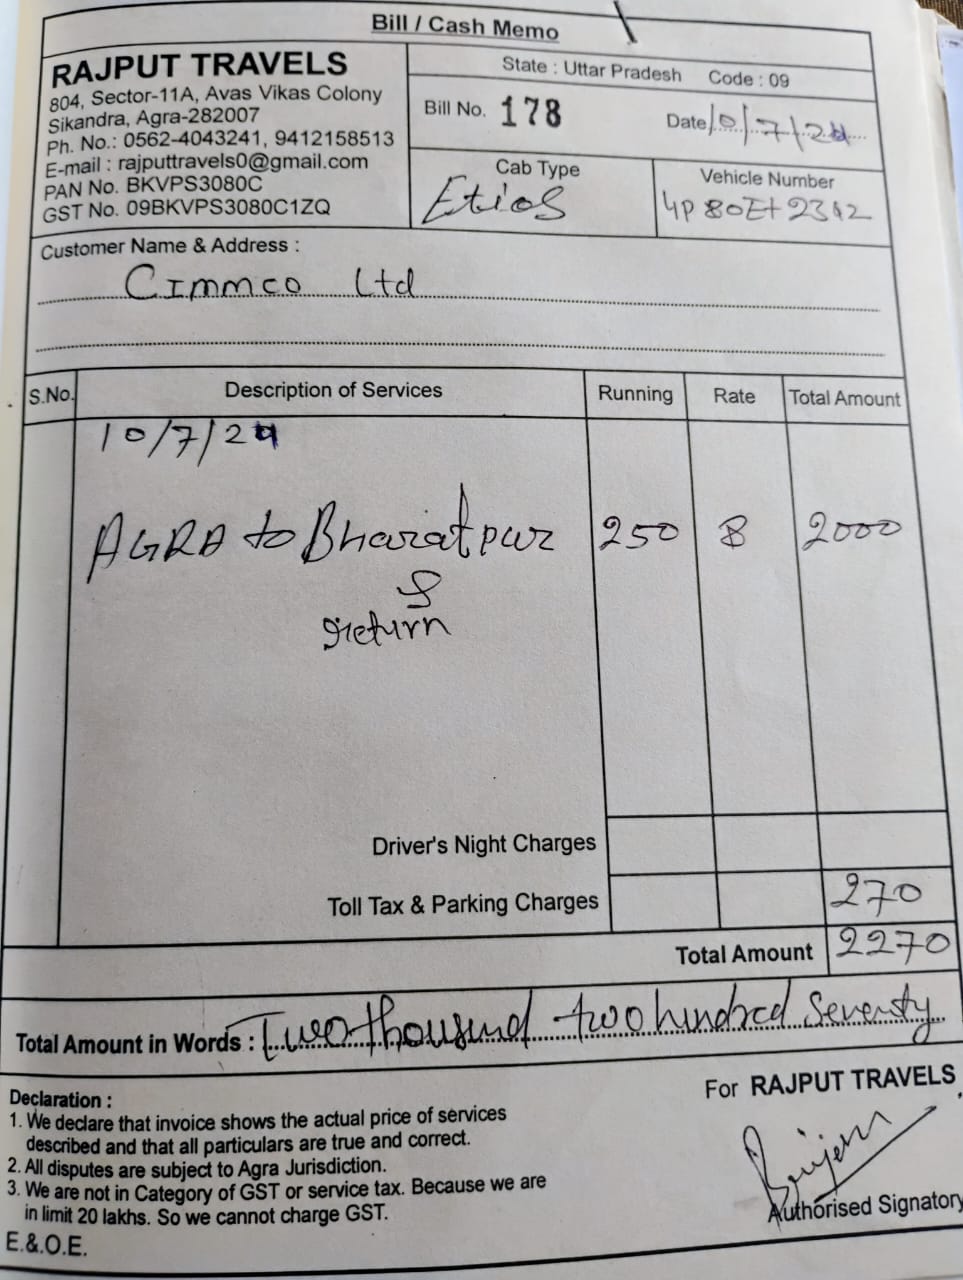 Bill / Cash Memo
RAJPUT TRAVELS
804, Sector-11A, Avas Vikas Colony
Sikandra, Agra-282007
Ph. No.: 0562-4043241, 9412158513
E-mail : rajputtravels0@gmail.com
PAN No. BKVPS3080C
GST No. 09BKVPS3080C1ZQ
State : Uttar Pradesh Code : 09
Bill No. 178
Date 10/7/24
Cab Type
Etios
Vehicle Number
UP 80Et 2342
Customer Name & Address :
Cimmco Ltd
S.No. Description of Services Running Rate Total Amount
10/7/24
AGRA to Bharatpur 250 8 2000
&
return
Driver's Night Charges
Toll Tax & Parking Charges 270
Total Amount 2270
Total Amount in Words : Two thousund two hundred Seventy
Declaration :
1. We declare that invoice shows the actual price of services
described and that all particulars are true and correct.
2. All disputes are subject to Agra Jurisdiction.
3. We are not in Category of GST or service tax. Because we are
in limit 20 lakhs. So we cannot charge GST.
E.&.O.E.
For RAJPUT TRAVELS
Authorised Signatory